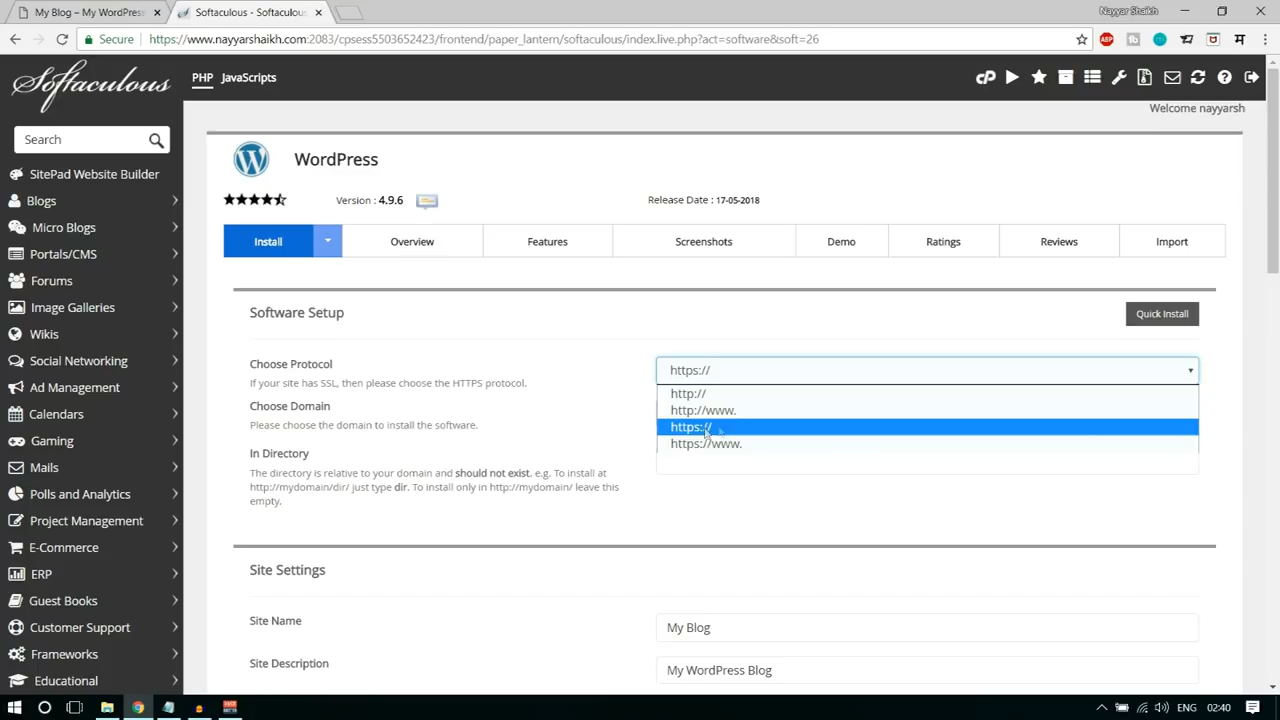 My Blog – My WordPress
Softaculous - Softaculou
Nayyar Shaikh
Secure
https://www.nayyarshaikh.com:2083/cpsess5503652423/frontend/paper_lantern/softaculous/index.live.php?act=software&soft=26
ABP
Softaculous
PHP
JavaScripts
Welcome nayyarsh
Search
SitePad Website Builder
Blogs
Micro Blogs
Portals/CMS
Forums
Image Galleries
Wikis
Social Networking
Ad Management
Calendars
Gaming
Mails
Polls and Analytics
Project Management
E-Commerce
ERP
Guest Books
Customer Support
Frameworks
Educational
WordPress
Version : 4.9.6
Release Date : 17-05-2018
Install
Overview
Features
Screenshots
Demo
Ratings
Reviews
Import
Software Setup
Quick Install
Choose Protocol
If your site has SSL, then please choose the HTTPS protocol.
https://
http://
http://www.
https://
https://www.
Choose Domain
Please choose the domain to install the software.
In Directory
The directory is relative to your domain and should not exist. e.g. To install at
http://mydomain/dir/ just type dir. To install only in http://mydomain/ leave this
empty.
Site Settings
Site Name
My Blog
Site Description
My WordPress Blog
ENG
02:40